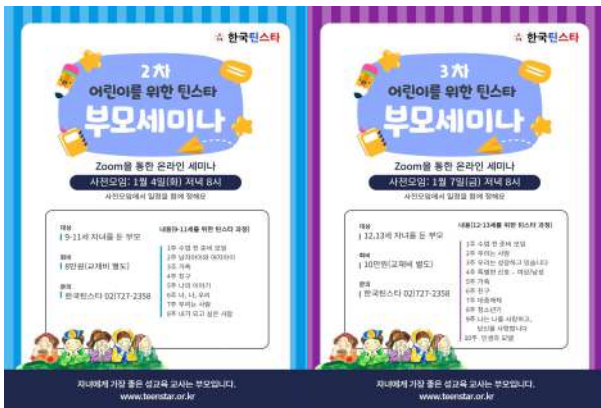 한국틴스타
2차
어린이를 위한 틴스타
부모세미나
Zoom을 통한 온라인 세미나
사전모임: 1월 4일(화) 저녁 8시
사전모임에서 일정을 함께 정해요
대상
9-11세 자녀를 둔 부모
회비
8만원(교재비 별도)
문의
한국틴스타 02)727-2358
내용(9-11세를 위한 틴스타 과정)
1주 수업 전 준비 모임
2주 남자아이와 여자아이
3주 가족
4주 친구
5주 나의 이야기
6주 나, 너, 우리
7주 부르는 사람
8주 내가 되고 싶은 사람
자녀에게 가장 좋은 성교육 교사는 부모입니다.
www.teenstar.or.kr
한국틴스타
3차
어린이를 위한 틴스타
부모세미나
Zoom을 통한 온라인 세미나
사전모임: 1월 7일(금) 저녁 8시
사전모임에서 일정을 함께 정해요
대상
12,13세 자녀를 둔 부모
회비
10만원(교재비 별도)
문의
한국틴스타 02)727-2358
내용(12-13세를 위한 틴스타 과정)
1주 수업 전 준비 모임
2주 부르는 사람
3주 우리는 성장하고 있습니다
4주 특별한 신호 - 여성/남성
5주 가족
6주 친구
7주 대중매체
8주 청소년기
9주 나는 나를 사랑하고,
당신을 사랑합니다
10주 인생의 모델
자녀에게 가장 좋은 성교육 교사는 부모입니다.
www.teenstar.or.kr